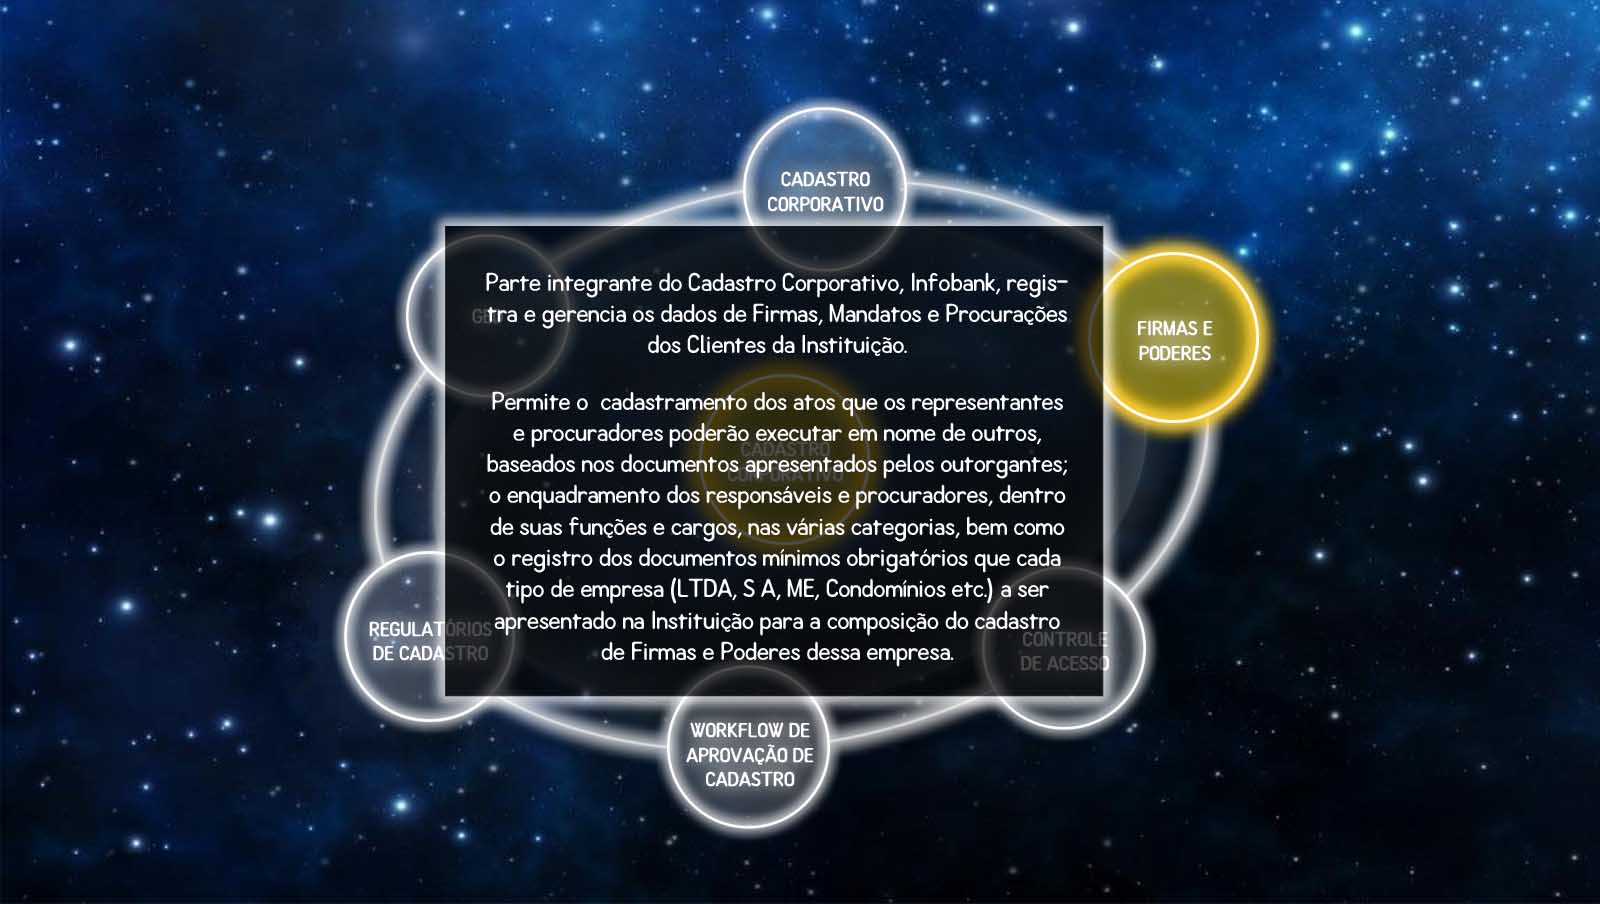 CADASTRO
CORPORATIVO
Parte integrante do Cadastro Corporativo, Infobank, regis-
tra e gerencia os dados de Firmas, Mandatos e Procurações
dos Clientes da Instituição.
FIRMAS E
PODERES
Permite o  cadastramento dos atos que os representantes
e procuradores poderão executar em nome de outros,
baseados nos documentos apresentados pelos outorgantes;
o enquadramento dos responsáveis e procuradores, dentro
de suas funções e cargos, nas várias categorias, bem como
o registro dos documentos mínimos obrigatórios que cada
tipo de empresa (LTDA, S A, ME, Condomínios etc.) a ser
apresentado na Instituição para a composição do cadastro
de Firmas e Poderes dessa empresa.
CADASTRO
CORPORATIVO
REGULATÓRIOS
DE CADASTRO
CONTROLE
DE ACESSO
WORKFLOW DE
APROVAÇÃO DE
CADASTRO